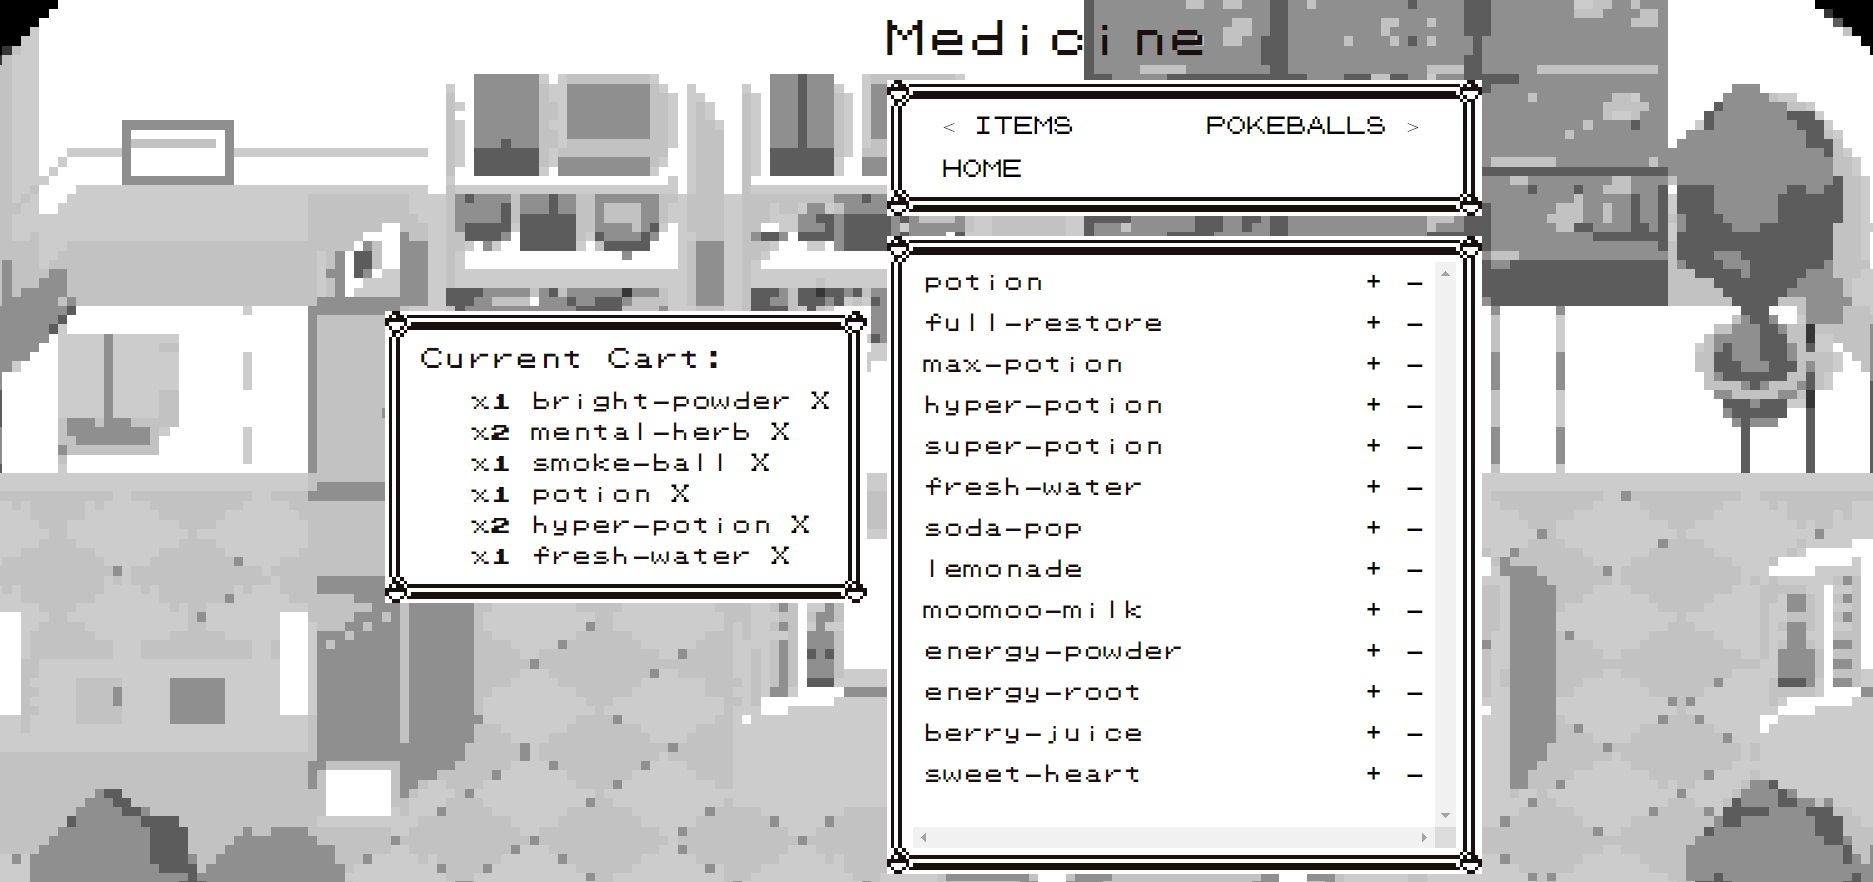 Medicine
< ITEMS POKEBALLS >
HOME
Current Cart:
x1 bright-powder X
x2 mental-herb X
x1 smoke-ball X
x1 potion X
x2 hyper-potion X
x1 fresh-water X
potion + -
full-restore + -
max-potion + -
hyper-potion + -
super-potion + -
fresh-water + -
soda-pop + -
lemonade + -
moomoo-milk + -
energy-powder + -
energy-root + -
berry-juice + -
sweet-heart + -